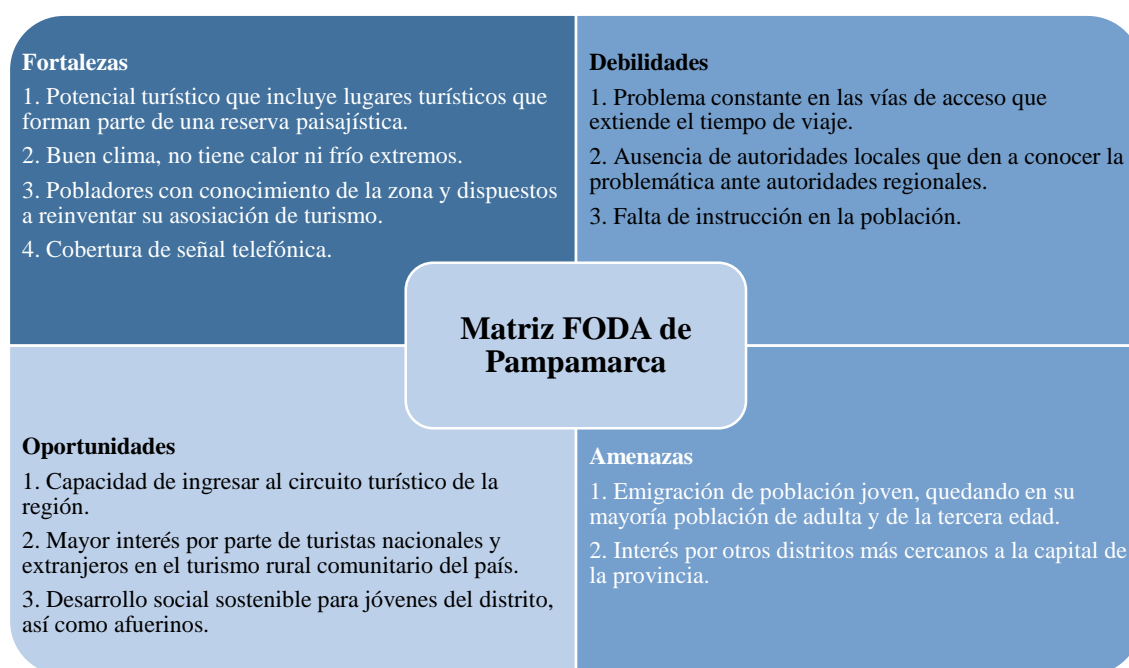 Fortalezas
1. Potencial turístico que incluye lugares turísticos que
forman parte de una reserva paisajística.
2. Buen clima, no tiene calor ni frío extremos.
3. Pobladores con conocimiento de la zona y dispuestos
a reinventar su asosiación de turismo.
4. Cobertura de señal telefónica.
Debilidades
1. Problema constante en las vías de acceso que
extiende el tiempo de viaje.
2. Ausencia de autoridades locales que den a conocer la
problemática ante autoridades regionales.
3. Falta de instrucción en la población.
Matriz FODA de
Pampamarca
Oportunidades
1. Capacidad de ingresar al circuito turístico de la
región.
2. Mayor interés por parte de turistas nacionales y
extranjeros en el turismo rural comunitario del país.
3. Desarrollo social sostenible para jóvenes del distrito,
así como afuerinos.
Amenazas
1. Emigración de población joven, quedando en su
mayoría población de adulta y de la tercera edad.
2. Interés por otros distritos más cercanos a la capital de
la provincia.